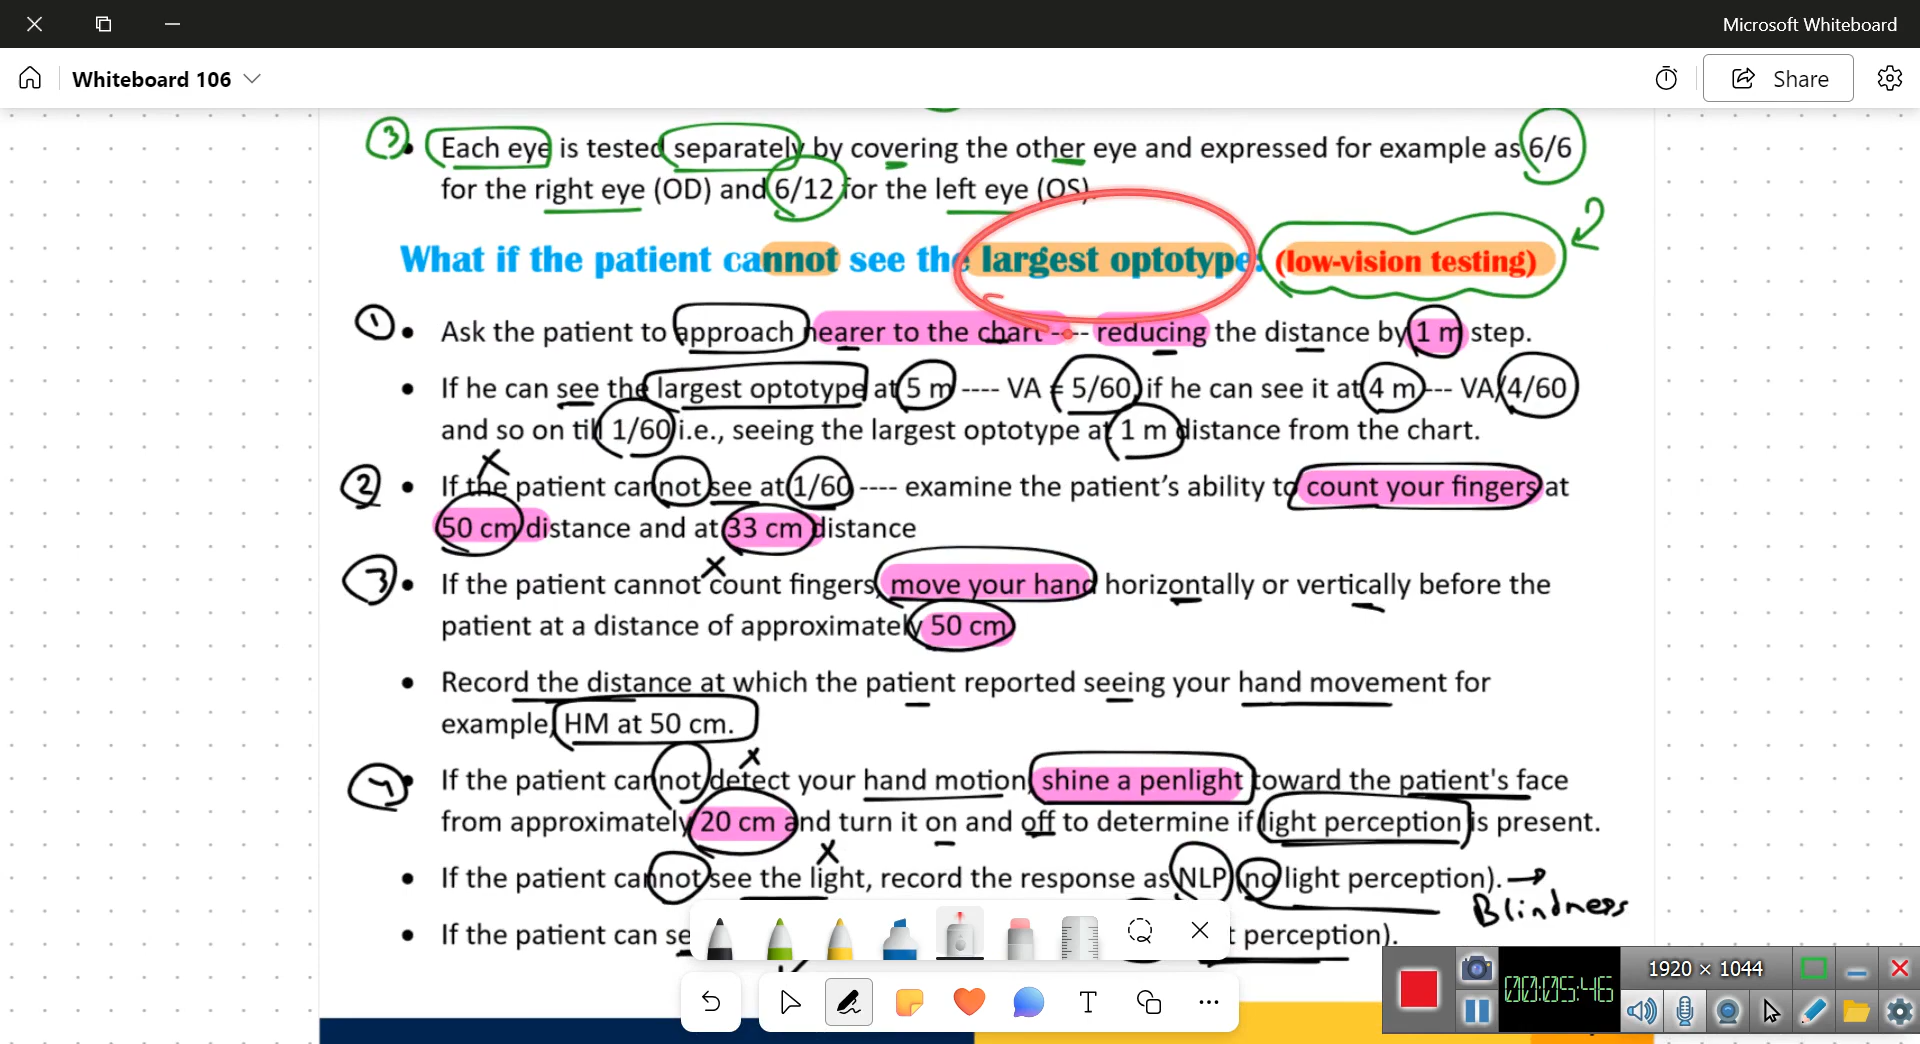 Microsoft Whiteboard
Whiteboard 106
Share
3
Each eye is tested separately by covering the other eye and expressed for example as 6/6
for the right eye (OD) and 6/12 for the left eye (OS).
What if the patient cannot see the largest optotype: (low-vision testing)
1
Ask the patient to approach nearer to the chart ---- reducing the distance by 1 m step.
If he can see the largest optotype at 5 m ---- VA = 5/60, if he can see it at 4 m --- VA/4/60
and so on till 1/60 i.e., seeing the largest optotype at 1 m distance from the chart.
2
If the patient cannot see at 1/60 ---- examine the patient's ability to count your fingers at
50 cm distance and at 33 cm distance
3
If the patient cannot count fingers, move your hand horizontally or vertically before the
patient at a distance of approximately 50 cm
Record the distance at which the patient reported seeing your hand movement for
example, HM at 50 cm.
4
If the patient cannot detect your hand motion, shine a penlight toward the patient's face
from approximately 20 cm and turn it on and off to determine if light perception is present.
If the patient cannot see the light, record the response as NLP (no light perception). →
Blindness
If the patient can se
t perception).
1920 × 1044
00:05:46